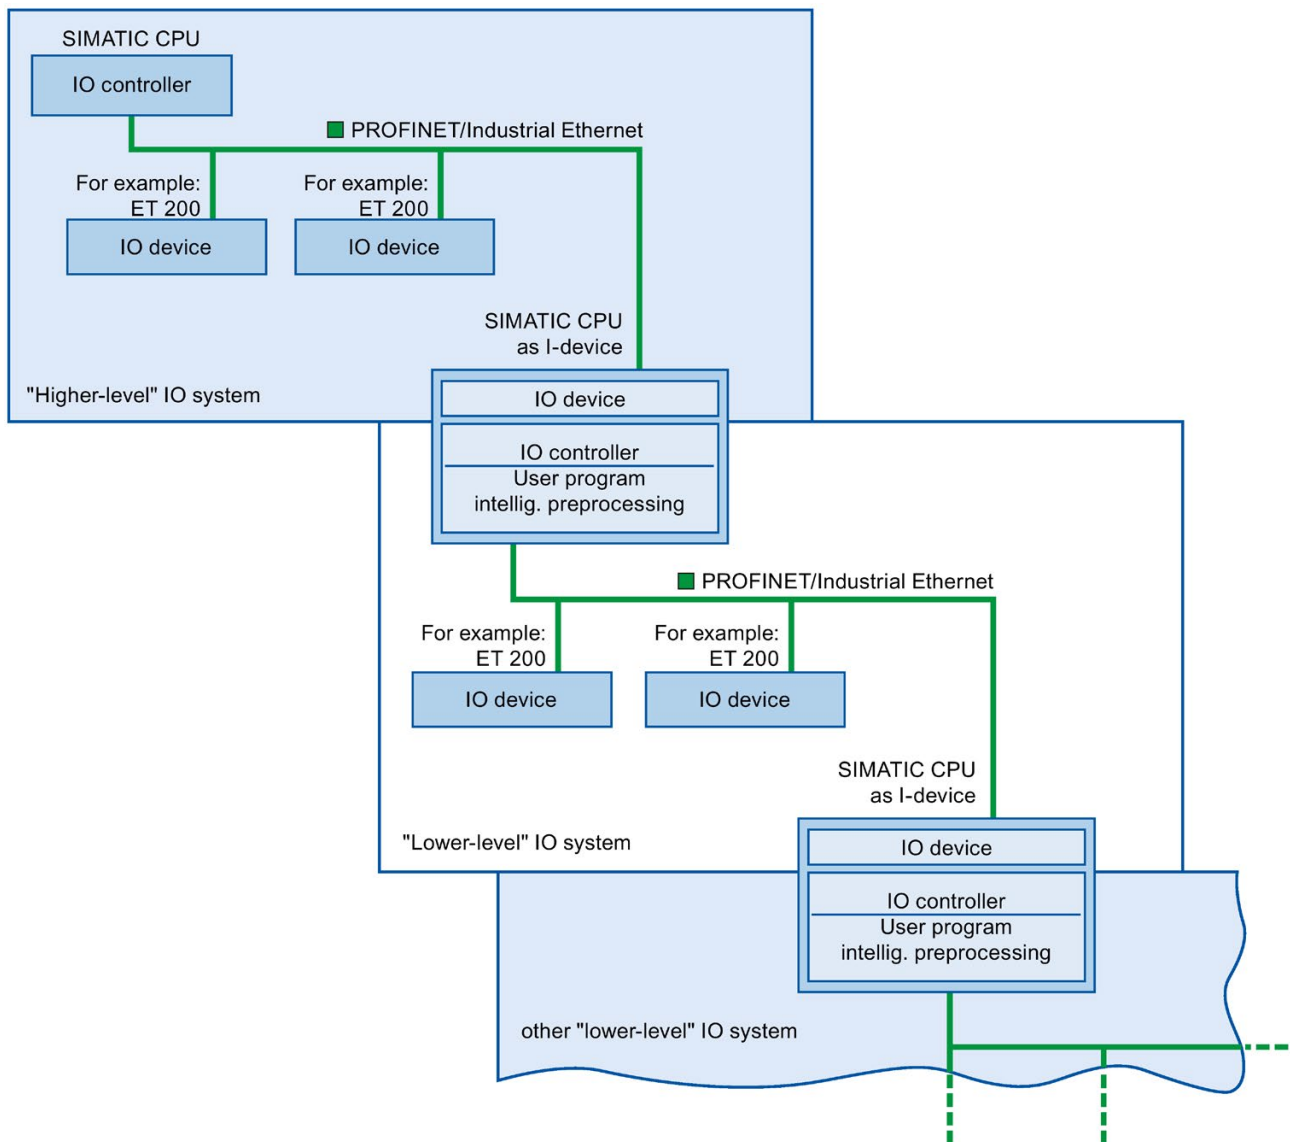 SIMATIC CPU
IO controller
PROFINET/Industrial Ethernet
For example:
ET 200
IO device
For example:
ET 200
IO device
SIMATIC CPU
as I-device
"Higher-level" IO system
IO device
IO controller
User program
intellig. preprocessing
PROFINET/Industrial Ethernet
For example:
ET 200
IO device
For example:
ET 200
IO device
SIMATIC CPU
as I-device
"Lower-level" IO system
IO device
IO controller
User program
intellig. preprocessing
other "lower-level" IO system